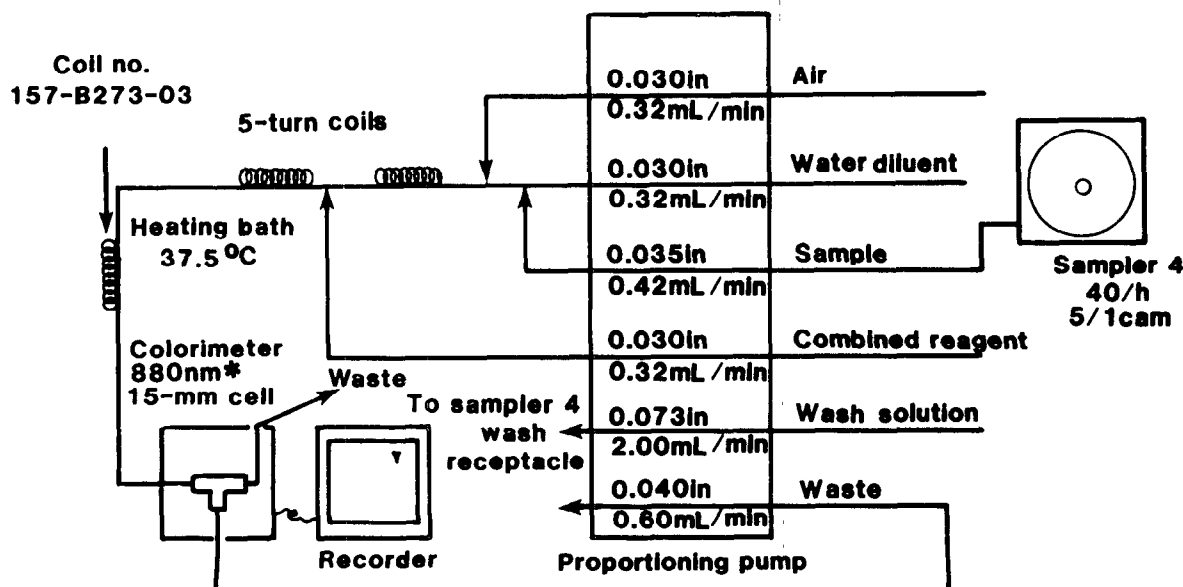 Coil no.
157-B273-03
5-turn coils
Heating bath
37.5°C
Colorimeter
880nm*
15-mm cell
Waste
Recorder
To sampler 4
wash
receptacle
0.030in
Air
0.32mL/min
0.030in
Water diluent
0.32mL/min
0.035in
Sample
0.42mL/min
0.030in
Combined reagent
0.32mL/min
0.073in
Wash solution
2.00mL/min
0.040in
Waste
0.60mL/min
Proportioning pump
Sampler 4
40/h
5/1cam